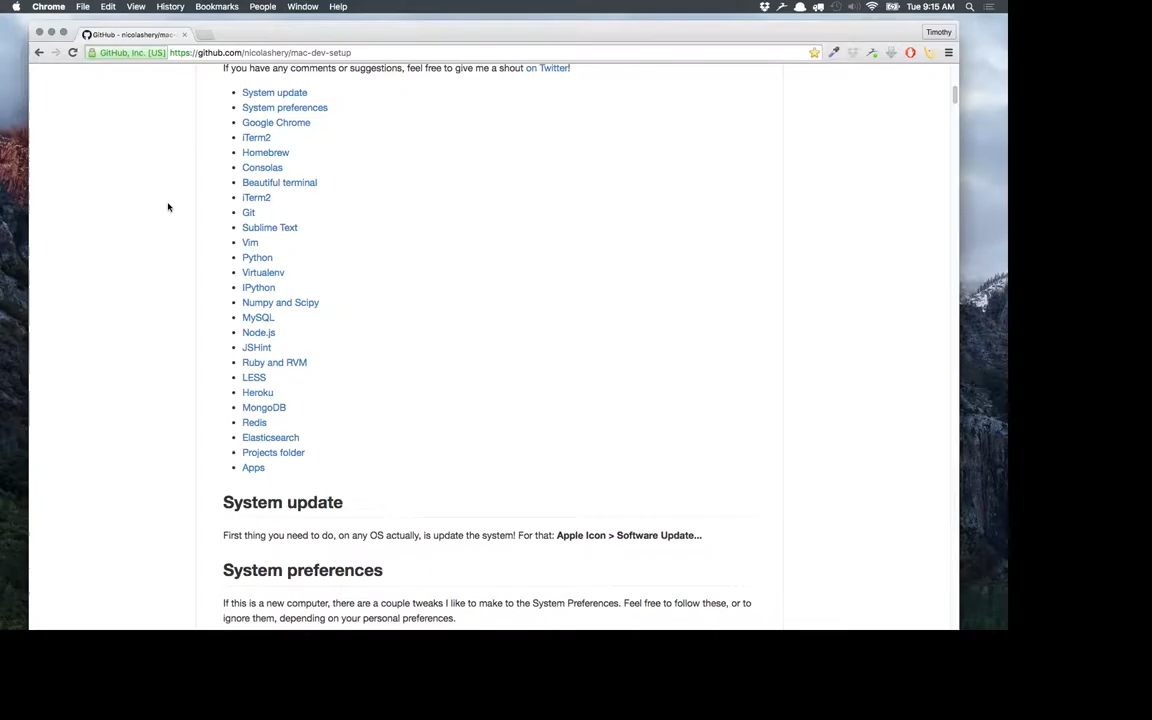 Chrome File Edit View History Bookmarks People Window Help Tue 9:15 AM
GitHub - nicolashery/mac-
Timothy
GitHub, Inc. [US] https://github.com/nicolashery/mac-dev-setup
If you have any comments or suggestions, feel free to give me a shout on Twitter!
System update
System preferences
Google Chrome
iTerm2
Homebrew
Consolas
Beautiful terminal
iTerm2
Git
Sublime Text
Vim
Python
Virtualenv
IPython
Numpy and Scipy
MySQL
Node.js
JSHint
Ruby and RVM
LESS
Heroku
MongoDB
Redis
Elasticsearch
Projects folder
Apps
System update
First thing you need to do, on any OS actually, is update the system! For that: Apple Icon > Software Update...
System preferences
If this is a new computer, there are a couple tweaks I like to make to the System Preferences. Feel free to follow these, or to
ignore them, depending on your personal preferences.